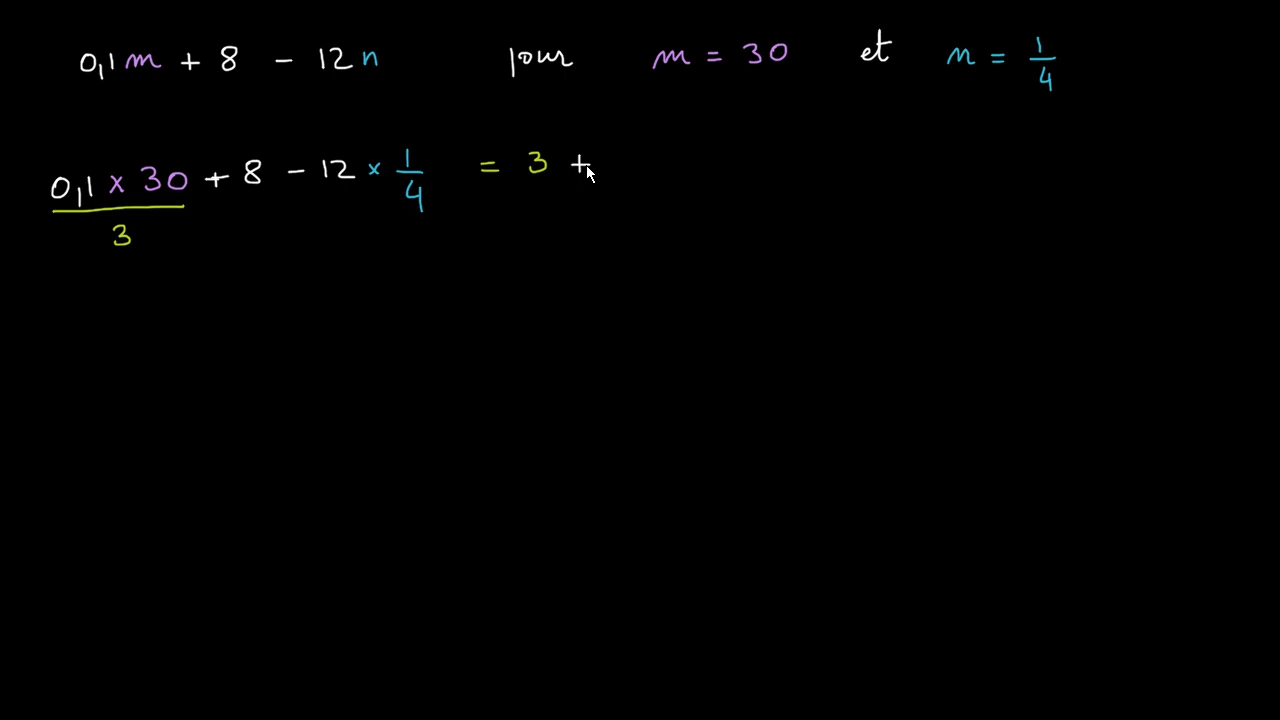 0,1m + 8 - 12n pour m = 30 et n = 1/4
0,1 × 30 + 8 - 12 × 1/4 = 3 +
3